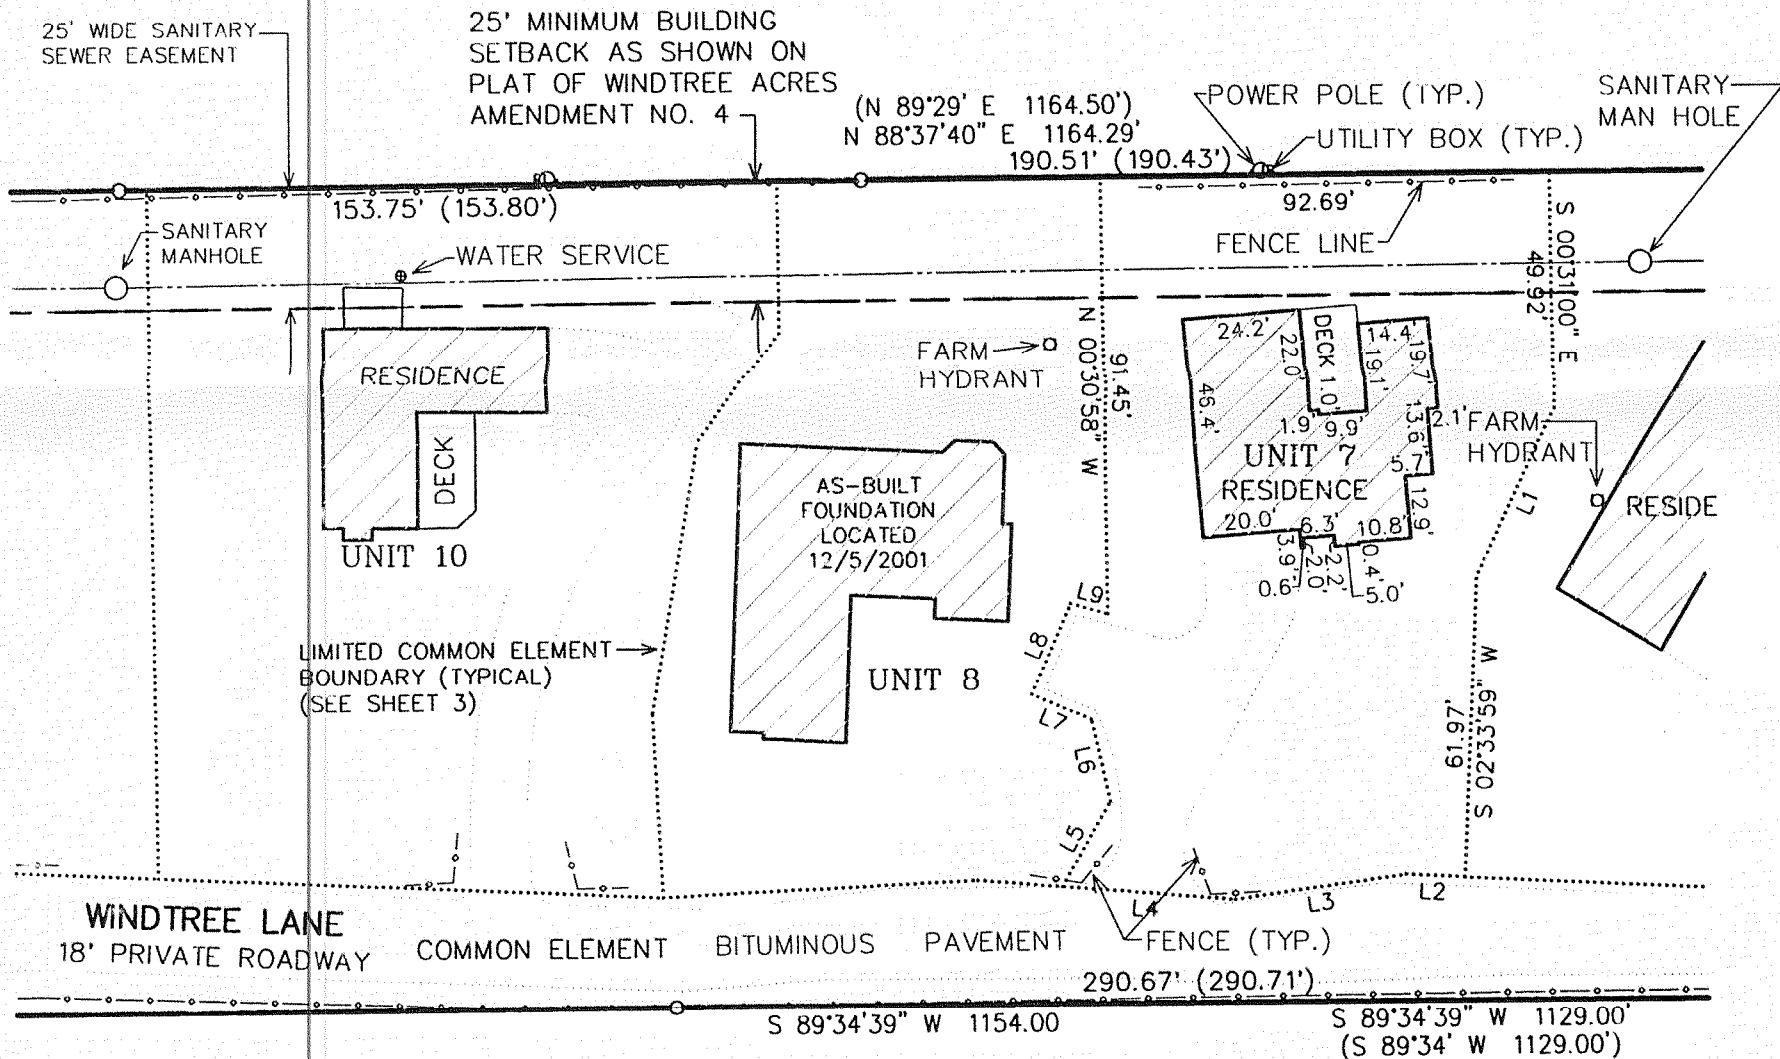 25' WIDE SANITARY
SEWER EASEMENT
25' MINIMUM BUILDING
SETBACK AS SHOWN ON
PLAT OF WINDTREE ACRES
AMENDMENT NO. 4
(N 89°29' E 1164.50')
N 88°37'40" E 1164.29'
190.51' (190.43')
POWER POLE (TYP.)
UTILITY BOX (TYP.)
SANITARY
MAN HOLE
153.75' (153.80')
92.69'
SANITARY
MANHOLE
WATER SERVICE
FENCE LINE
S 00°31'00" E
49.92'
N 00°30'58" W
91.45'
FARM
HYDRANT
RESIDENCE
DECK
UNIT 10
24.2'
22.0'
DECK
1.0'
14.4'
19.1'
19.7'
46.4'
1.9'
9.9'
13.6'
2.1'
5.7'
UNIT 7
RESIDENCE
12.9'
20.0'
6.3'
10.8'
3.9'
2.0'
2.2'
0.4'
0.6'
5.0'
FARM
HYDRANT
L1
RESIDE
AS-BUILT
FOUNDATION
LOCATED
12/5/2001
UNIT 8
LIMITED COMMON ELEMENT
BOUNDARY (TYPICAL)
(SEE SHEET 3)
L9
L8
L7
L6
L5
61.97'
S 02°33'59" W
L4
L3
L2
WINDTREE LANE
18' PRIVATE ROADWAY
COMMON ELEMENT BITUMINOUS PAVEMENT
FENCE (TYP.)
290.67' (290.71')
S 89°34'39" W 1154.00
S 89°34'39" W 1129.00'
(S 89°34' W 1129.00')